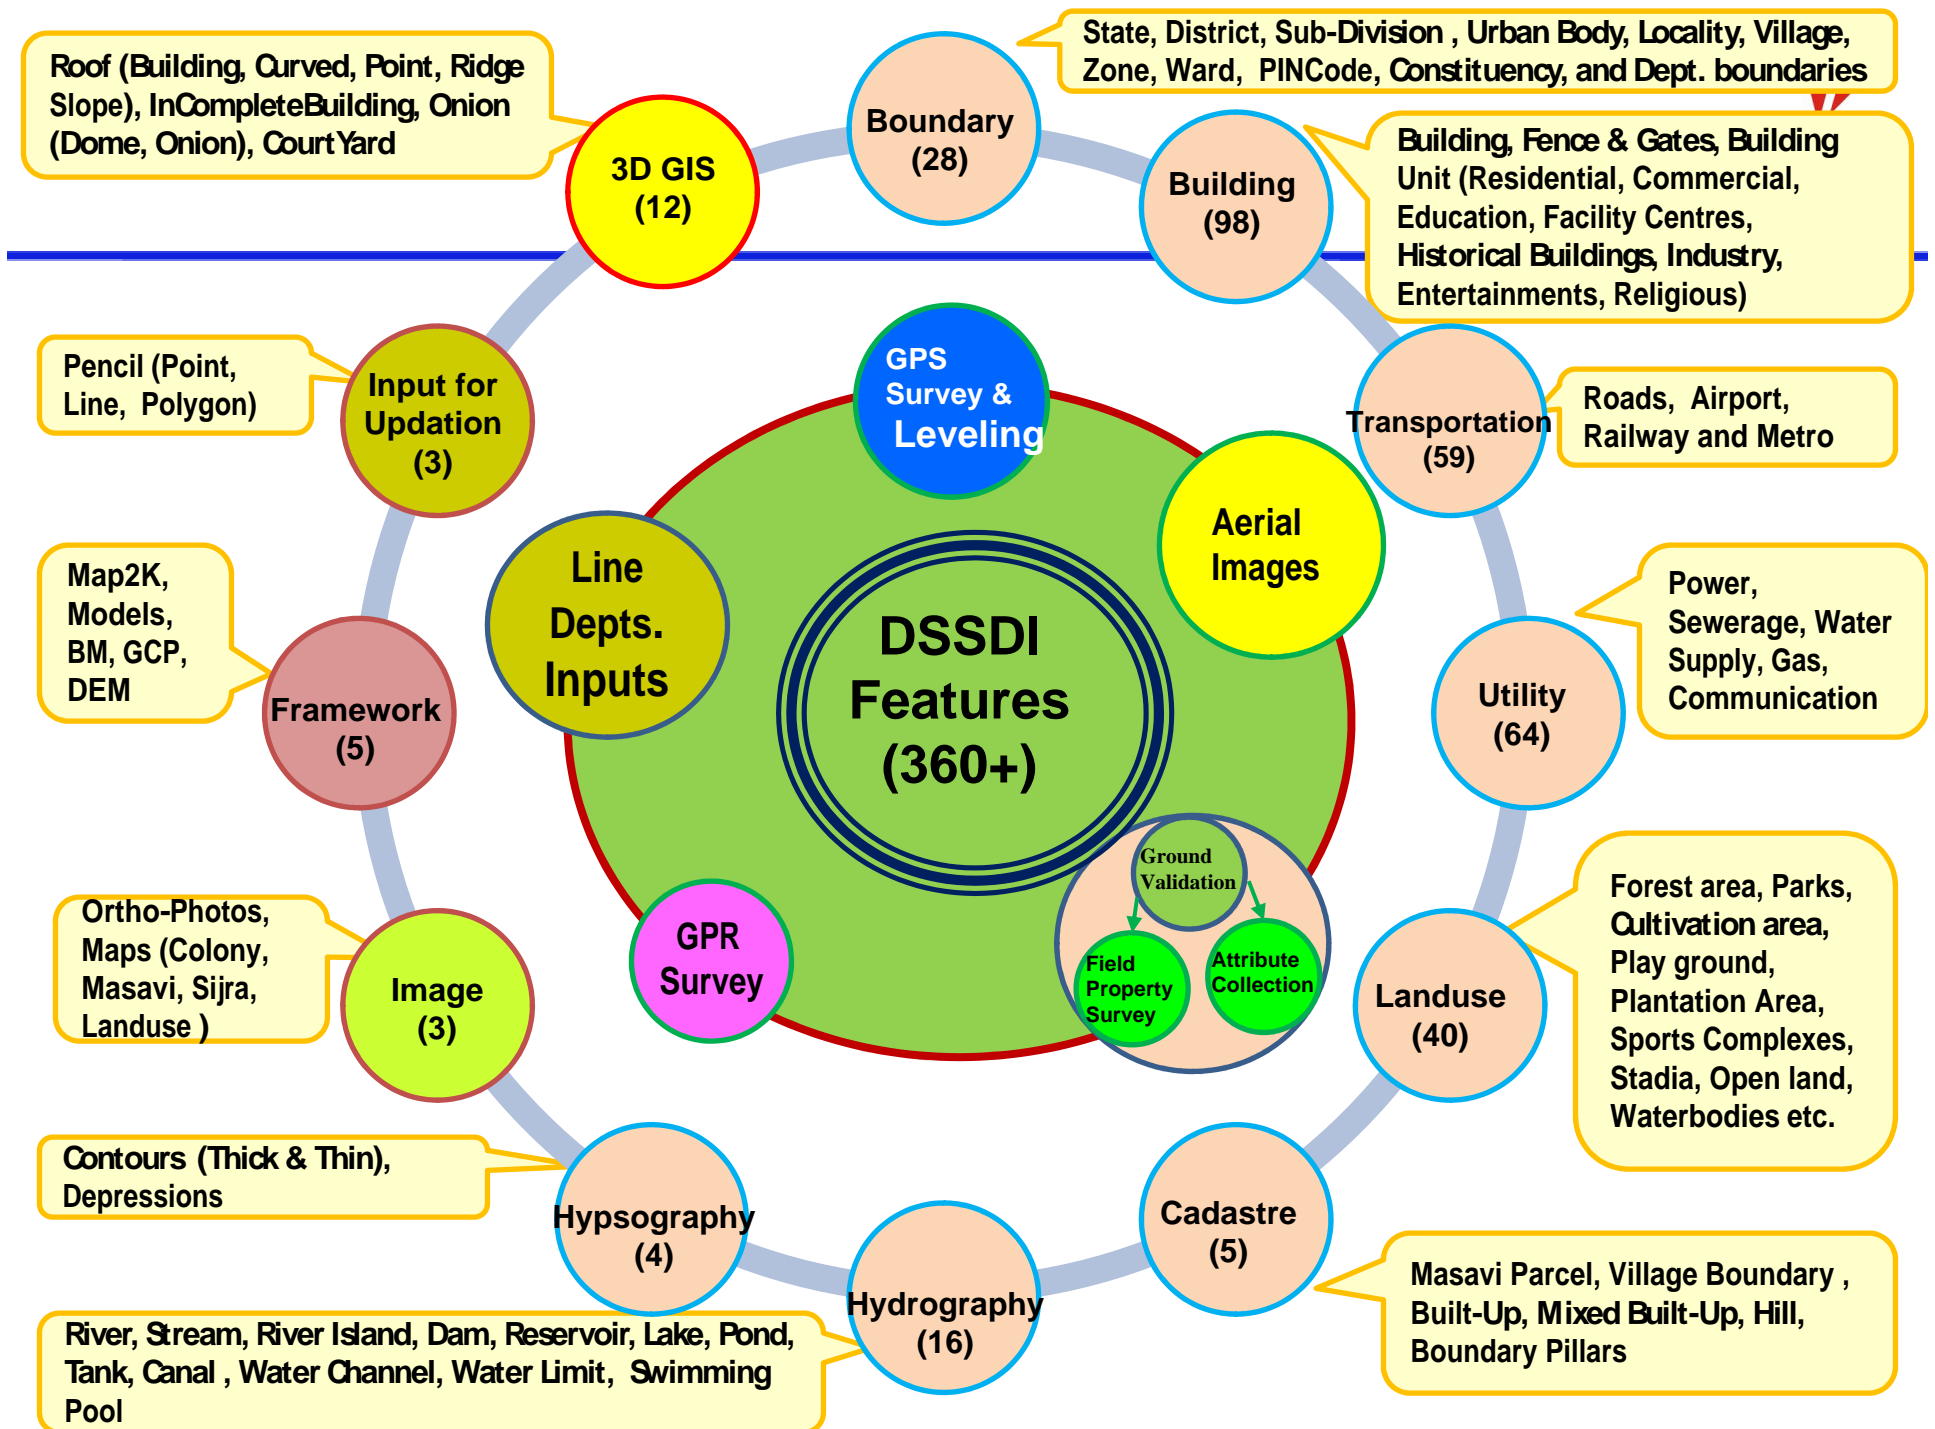 State, District, Sub-Division , Urban Body, Locality, Village,
Zone, Ward, PINCode, Constituency, and Dept. boundaries
Roof (Building, Curved, Point, Ridge
Slope), InCompleteBuilding, Onion
(Dome, Onion), CourtYard
3D GIS
(12)
Boundary
(28)
Building
(98)
Building, Fence & Gates, Building
Unit (Residential, Commercial,
Education, Facility Centres,
Historical Buildings, Industry,
Entertainments, Religious)
Pencil (Point,
Line, Polygon)
Input for
Updation
(3)
GPS
Survey &
Leveling
Transportation
(59)
Roads, Airport,
Railway and Metro
Aerial
Images
Line
Depts.
Inputs
Map2K,
Models,
BM, GCP,
DEM
Framework
(5)
DSSDI
Features
(360+)
Utility
(64)
Power,
Sewerage, Water
Supply, Gas,
Communication
Ortho-Photos,
Maps (Colony,
Masavi, Sijra,
Landuse )
Image
(3)
GPR
Survey
Ground
Validation
Field
Property
Survey
Attribute
Collection
Landuse
(40)
Forest area, Parks,
Cultivation area,
Play ground,
Plantation Area,
Sports Complexes,
Stadia, Open land,
Waterbodies etc.
Contours (Thick & Thin),
Depressions
Hypsography
(4)
Hydrography
(16)
Cadastre
(5)
Masavi Parcel, Village Boundary ,
Built-Up, Mixed Built-Up, Hill,
Boundary Pillars
River, Stream, River Island, Dam, Reservoir, Lake, Pond,
Tank, Canal , Water Channel, Water Limit, Swimming
Pool